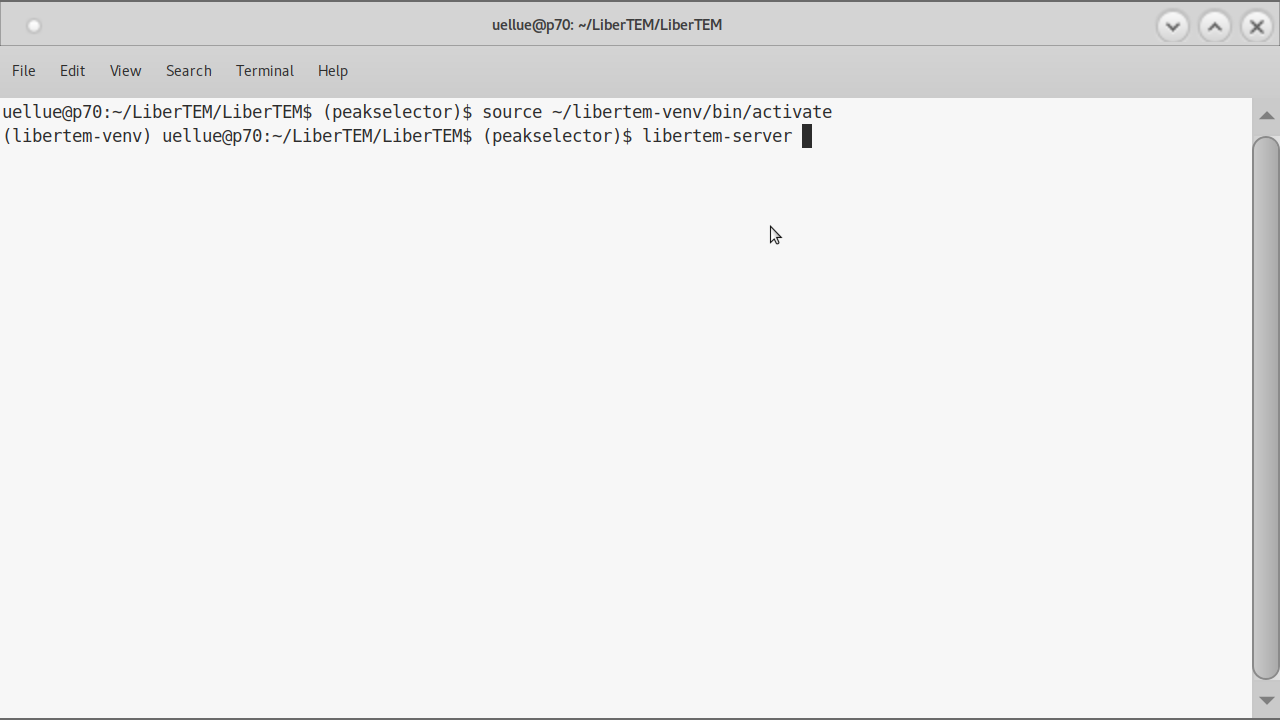 uellue@p70: ~/LiberTEM/LiberTEM
File Edit View Search Terminal Help
uellue@p70:~/LiberTEM/LiberTEM$ (peakselector)$ source ~/libertem-venv/bin/activate
(libertem-venv) uellue@p70:~/LiberTEM/LiberTEM$ (peakselector)$ libertem-server